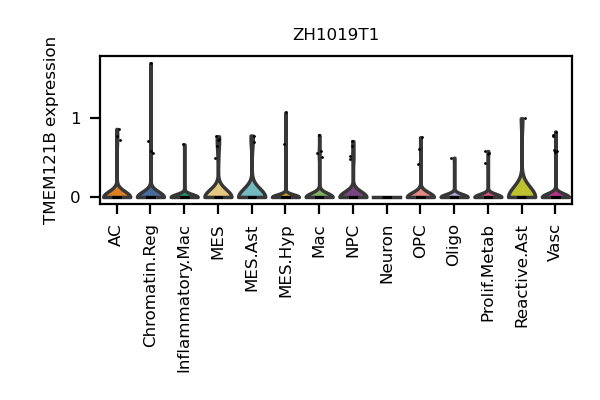 ZH1019T1
TMEM121B expression
1
0
AC
Chromatin.Reg
Inflammatory.Mac
MES
MES.Ast
MES.Hyp
Mac
NPC
Neuron
OPC
Oligo
Prolif.Metab
Reactive.Ast
Vasc